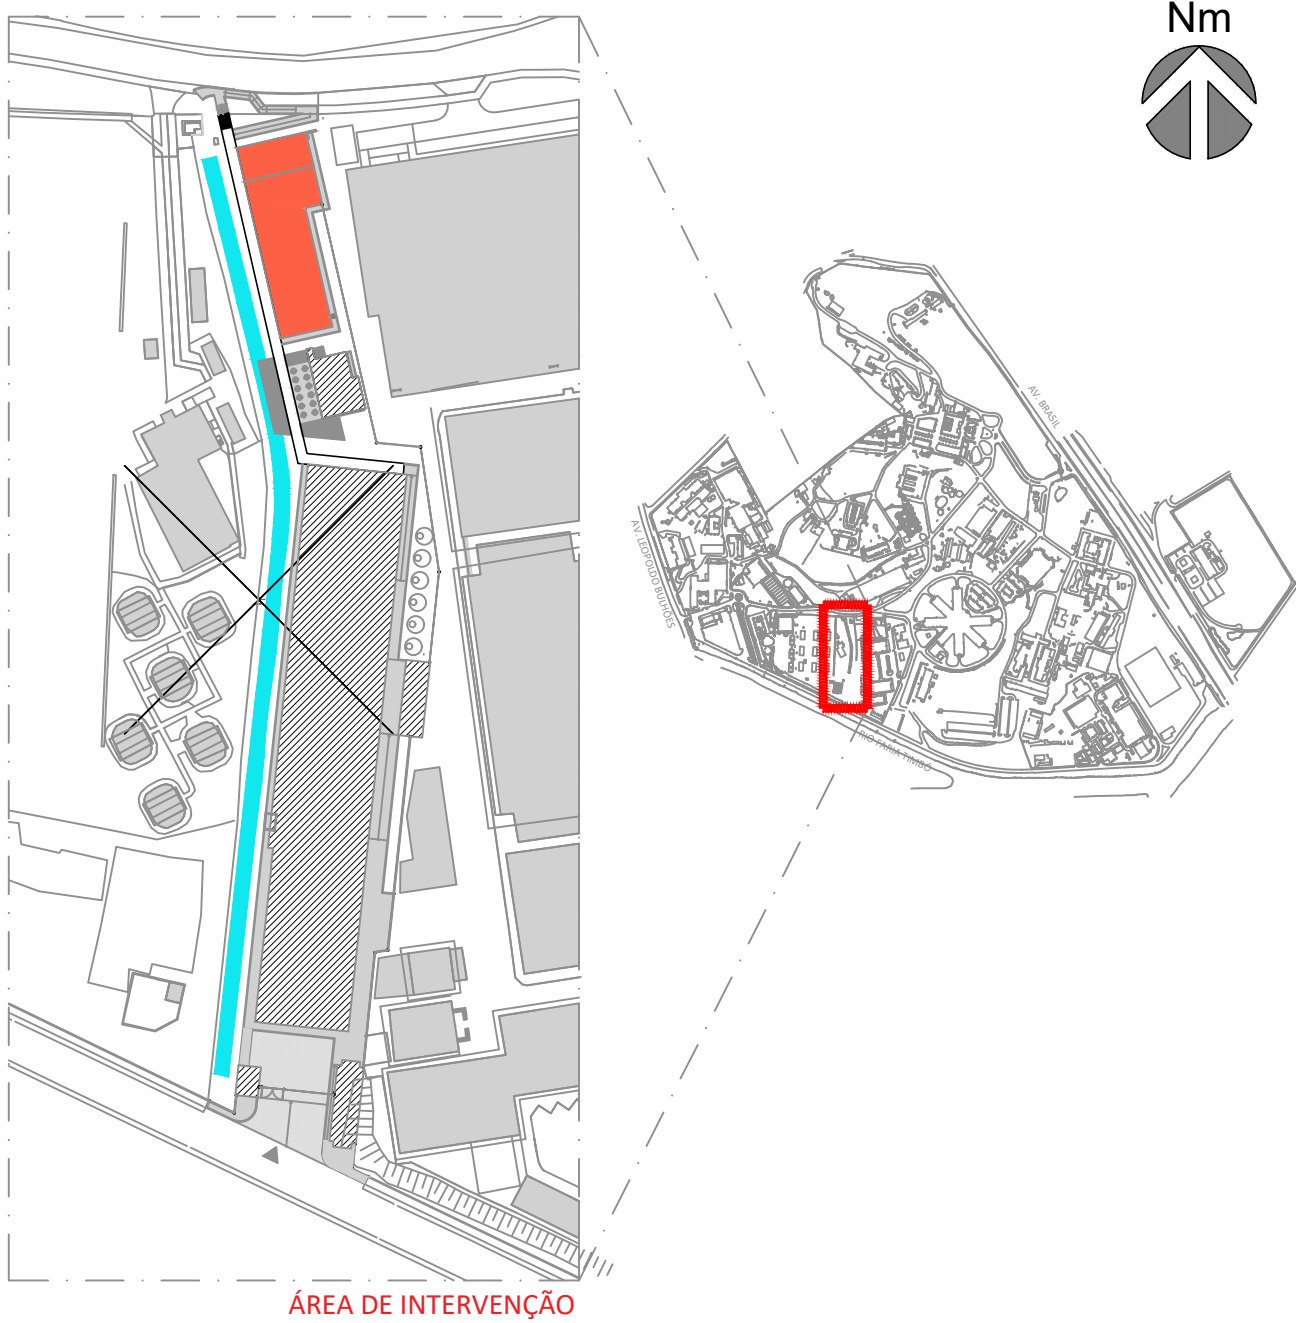 Nm
AV. BRASIL
AV. LEOPOLDO BULHÕES
RIO FARIA TIMBÓ
ÁREA DE INTERVENÇÃO